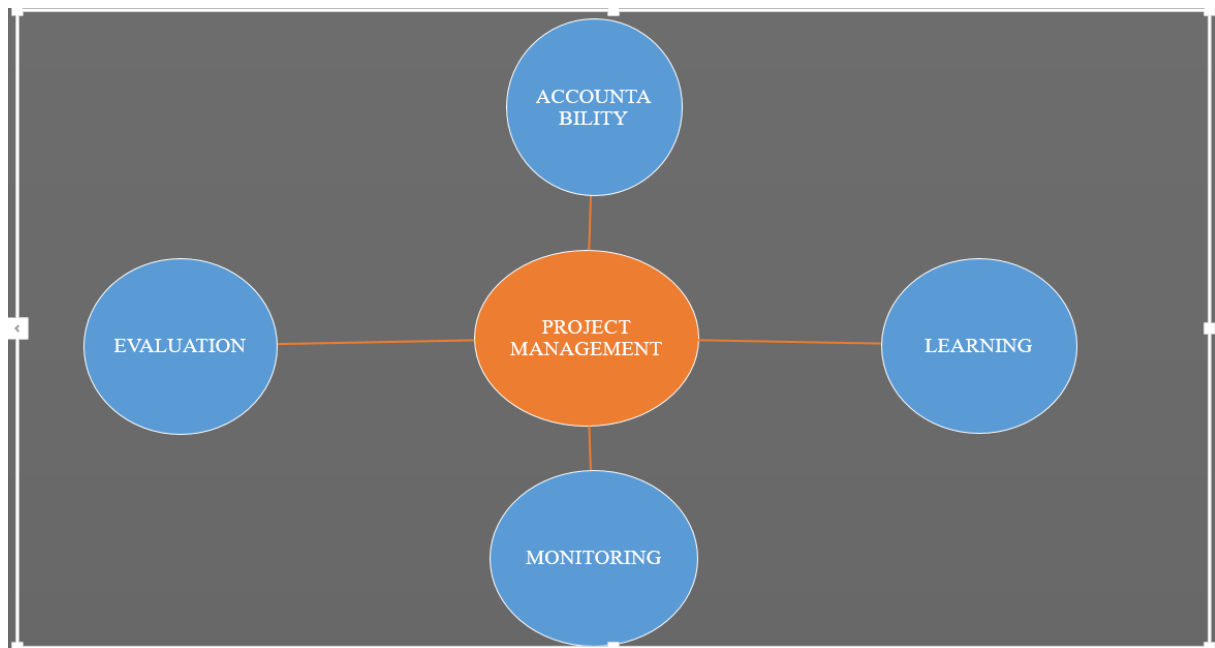 ACCOUNTA
BILITY
EVALUATION
PROJECT
MANAGEMENT
LEARNING
MONITORING